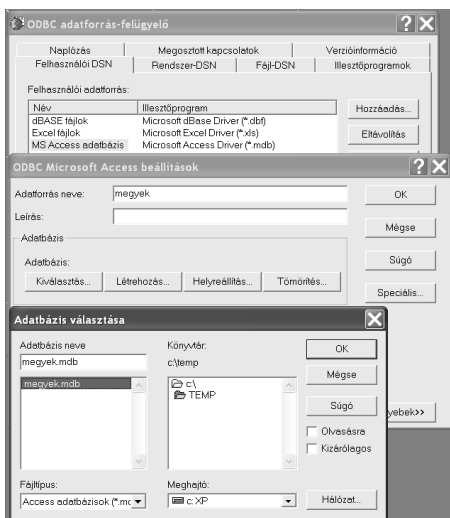 ODBC adatforrás-felügyelő
Naplózás Megosztott kapcsolatok Verzióinformáció
Felhasználói DSN Rendszer-DSN Fájl-DSN Illesztőprogramok
Felhasználói adatforrás:
Név Illesztőprogram
dBASE fájlok Microsoft dBase Driver (*.dbf)
Excel fájlok Microsoft Excel Driver (*.xls)
MS Access adatbázis Microsoft Access Driver (*.mdb)
Hozzáadás...
Eltávolítás
ODBC Microsoft Access beállítások
Adatforrás neve: megyek
Leírás:
OK
Mégse
Súgó
Speciális...
Adatbázis
Adatbázis:
Kiválasztás... Létrehozás... Helyreállítás... Tömörítés...
Adatbázis választása
Adatbázis neve
megyek.mdb
megyek.mdb
Könyvtár:
c:\temp
c:\
TEMP
OK
Mégse
Súgó
Olvasásra
Kizárólagos
yebek>>
Fájltípus:
Access adatbázisok (*.mc
Meghajtó:
c: XP
Hálózat...